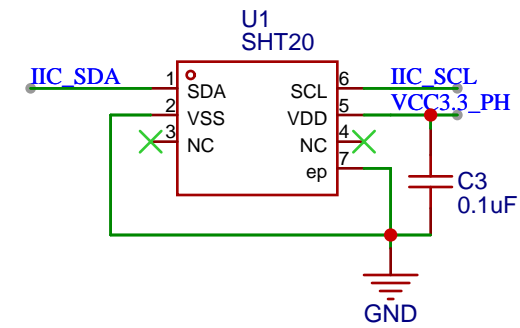 U1
SHT20
IIC_SDA
IIC_SCL
VCC3.3_PH
1
SDA
SCL
6
2
VSS
VDD
5
3
NC
NC
4
ep
7
C3
0.1uF
GND